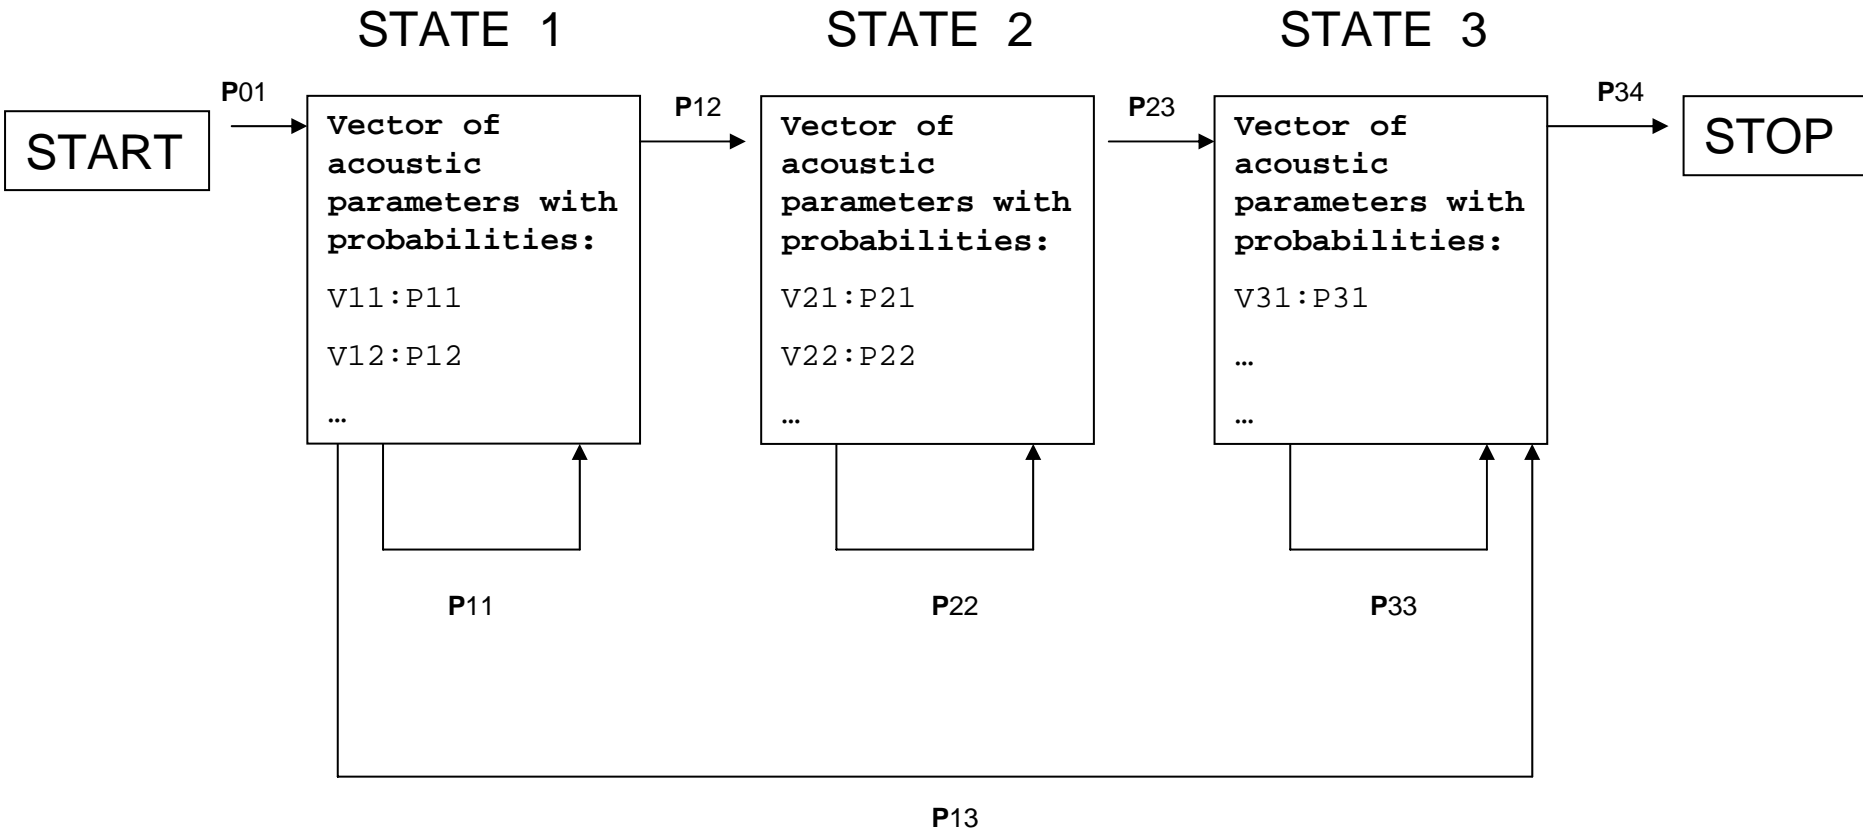 STATE 1
STATE 2
STATE 3
P01
P12
P23
P34
START
Vector of
acoustic
parameters with
probabilities:
V11:P11
V12:P12
…
Vector of
acoustic
parameters with
probabilities:
V21:P21
V22:P22
…
Vector of
acoustic
parameters with
probabilities:
V31:P31
…
…
STOP
P11
P22
P33
P13